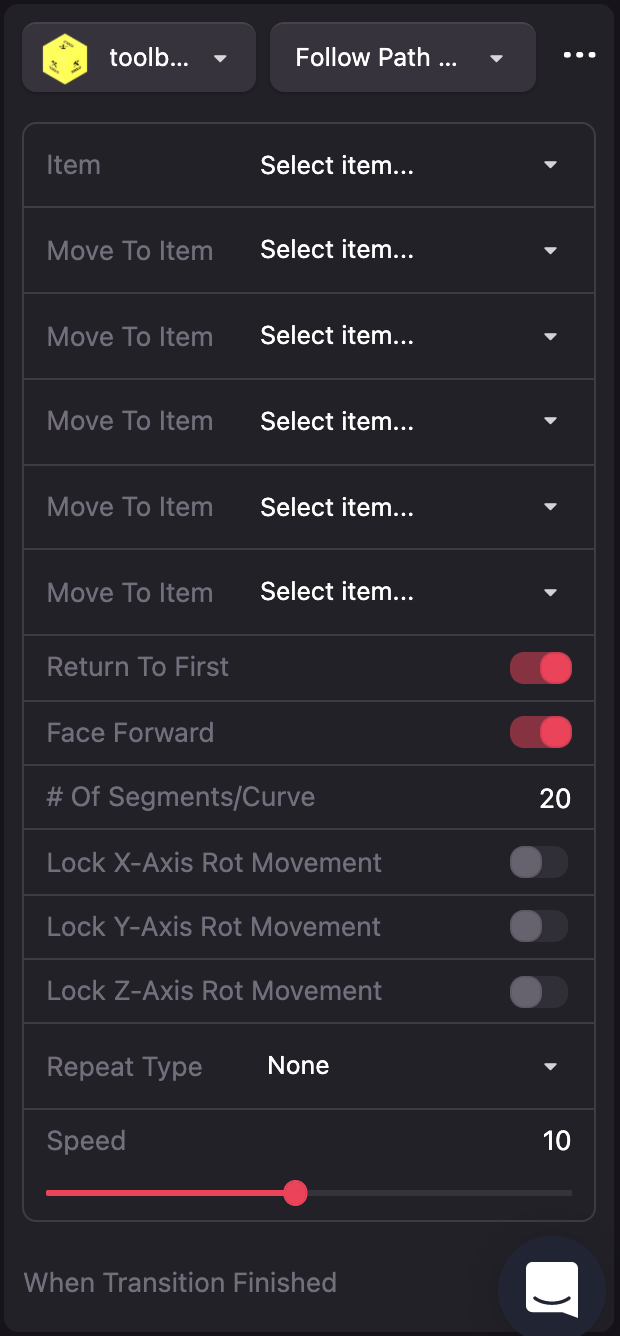 toolb...
Follow Path ...
Item Select item...
Move To Item Select item...
Move To Item Select item...
Move To Item Select item...
Move To Item Select item...
Move To Item Select item...
Return To First
Face Forward
# Of Segments/Curve 20
Lock X-Axis Rot Movement
Lock Y-Axis Rot Movement
Lock Z-Axis Rot Movement
Repeat Type None
Speed 10
When Transition Finished